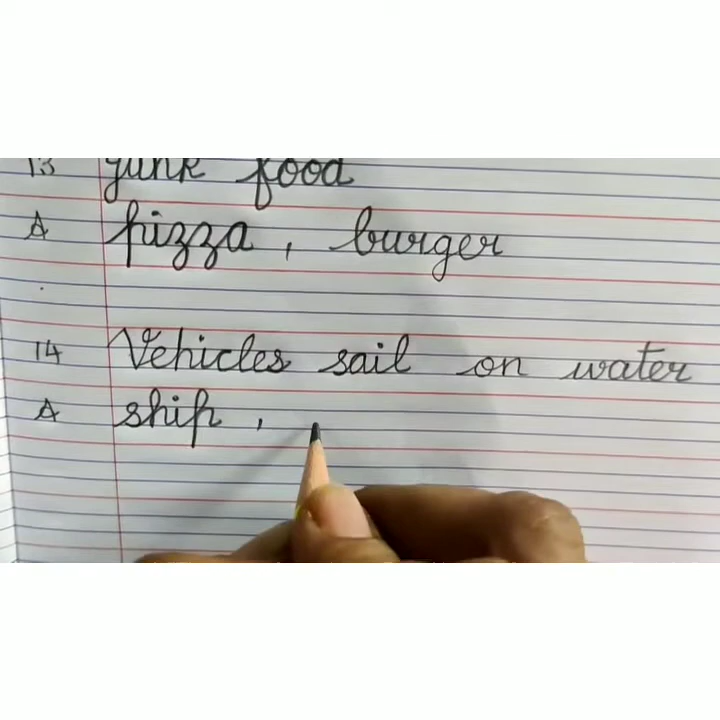 13 junk food
A pizza, burger
14 Vehicles sail on water
A ship,